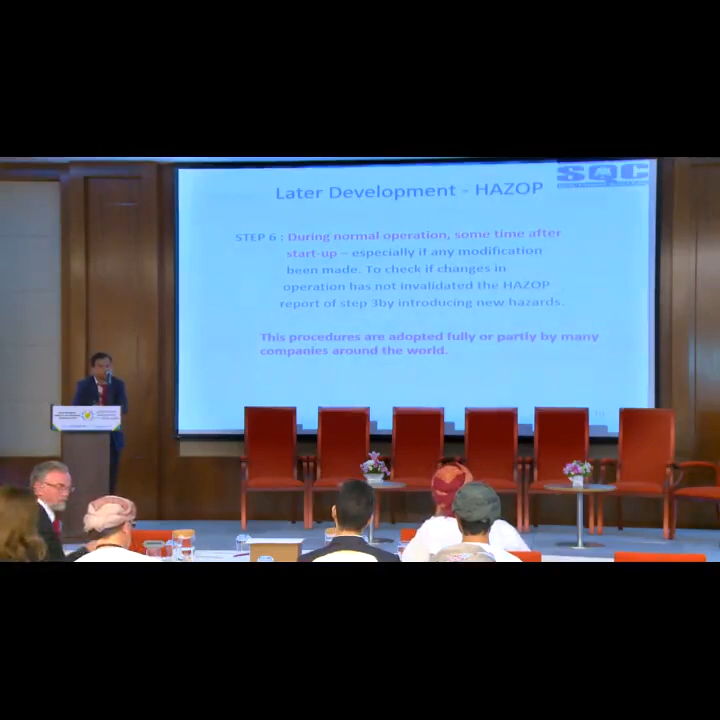 SQC
Later Development - HAZOP
STEP 6 : During normal operation, some time after
start-up – especially if any modification
been made. To check if changes in
operation has not invalidated the HAZOP
report of step 3by introducing new hazards.
This procedures are adopted fully or partly by many
companies around the world.